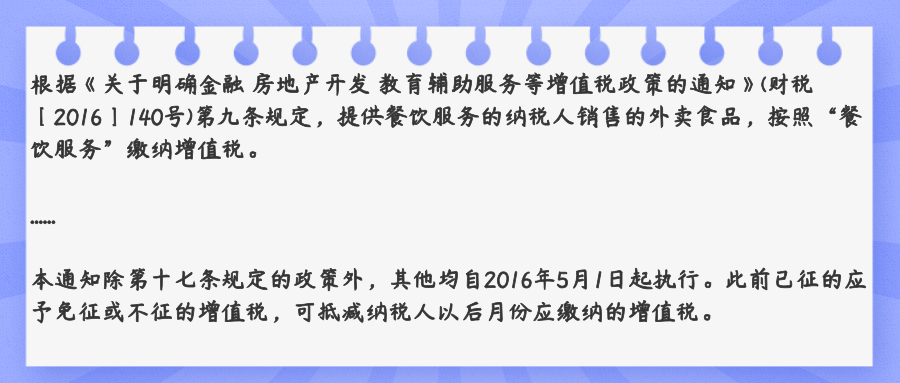 根据《关于明确金融 房地产开发 教育辅助服务等增值税政策的通知》(财税
〔2016〕140号)第九条规定，提供餐饮服务的纳税人销售的外卖食品，按照“餐
饮服务”缴纳增值税。
……
本通知除第十七条规定的政策外，其他均自2016年5月1日起执行。此前已征的应
予免征或不征的增值税，可抵减纳税人以后月份应缴纳的增值税。